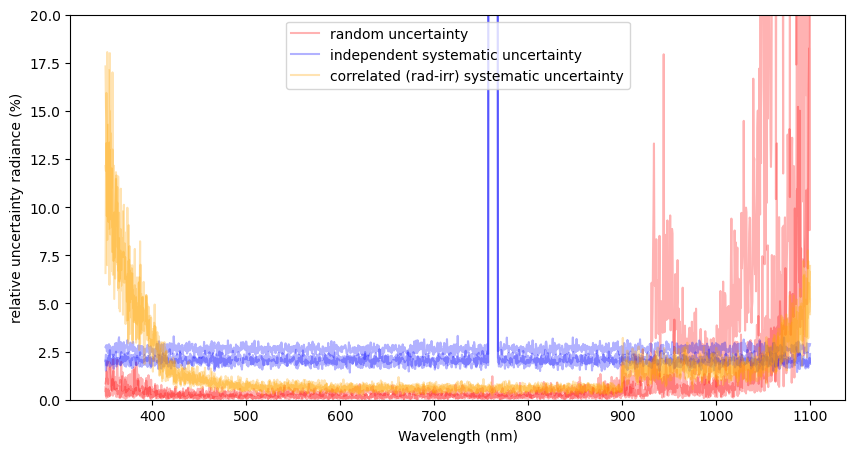 random uncertainty
independent systematic uncertainty
correlated (rad-irr) systematic uncertainty
relative uncertainty radiance (%)
20.0
17.5
15.0
12.5
10.0
7.5
5.0
2.5
0.0
400 500 600 700 800 900 1000 1100
Wavelength (nm)